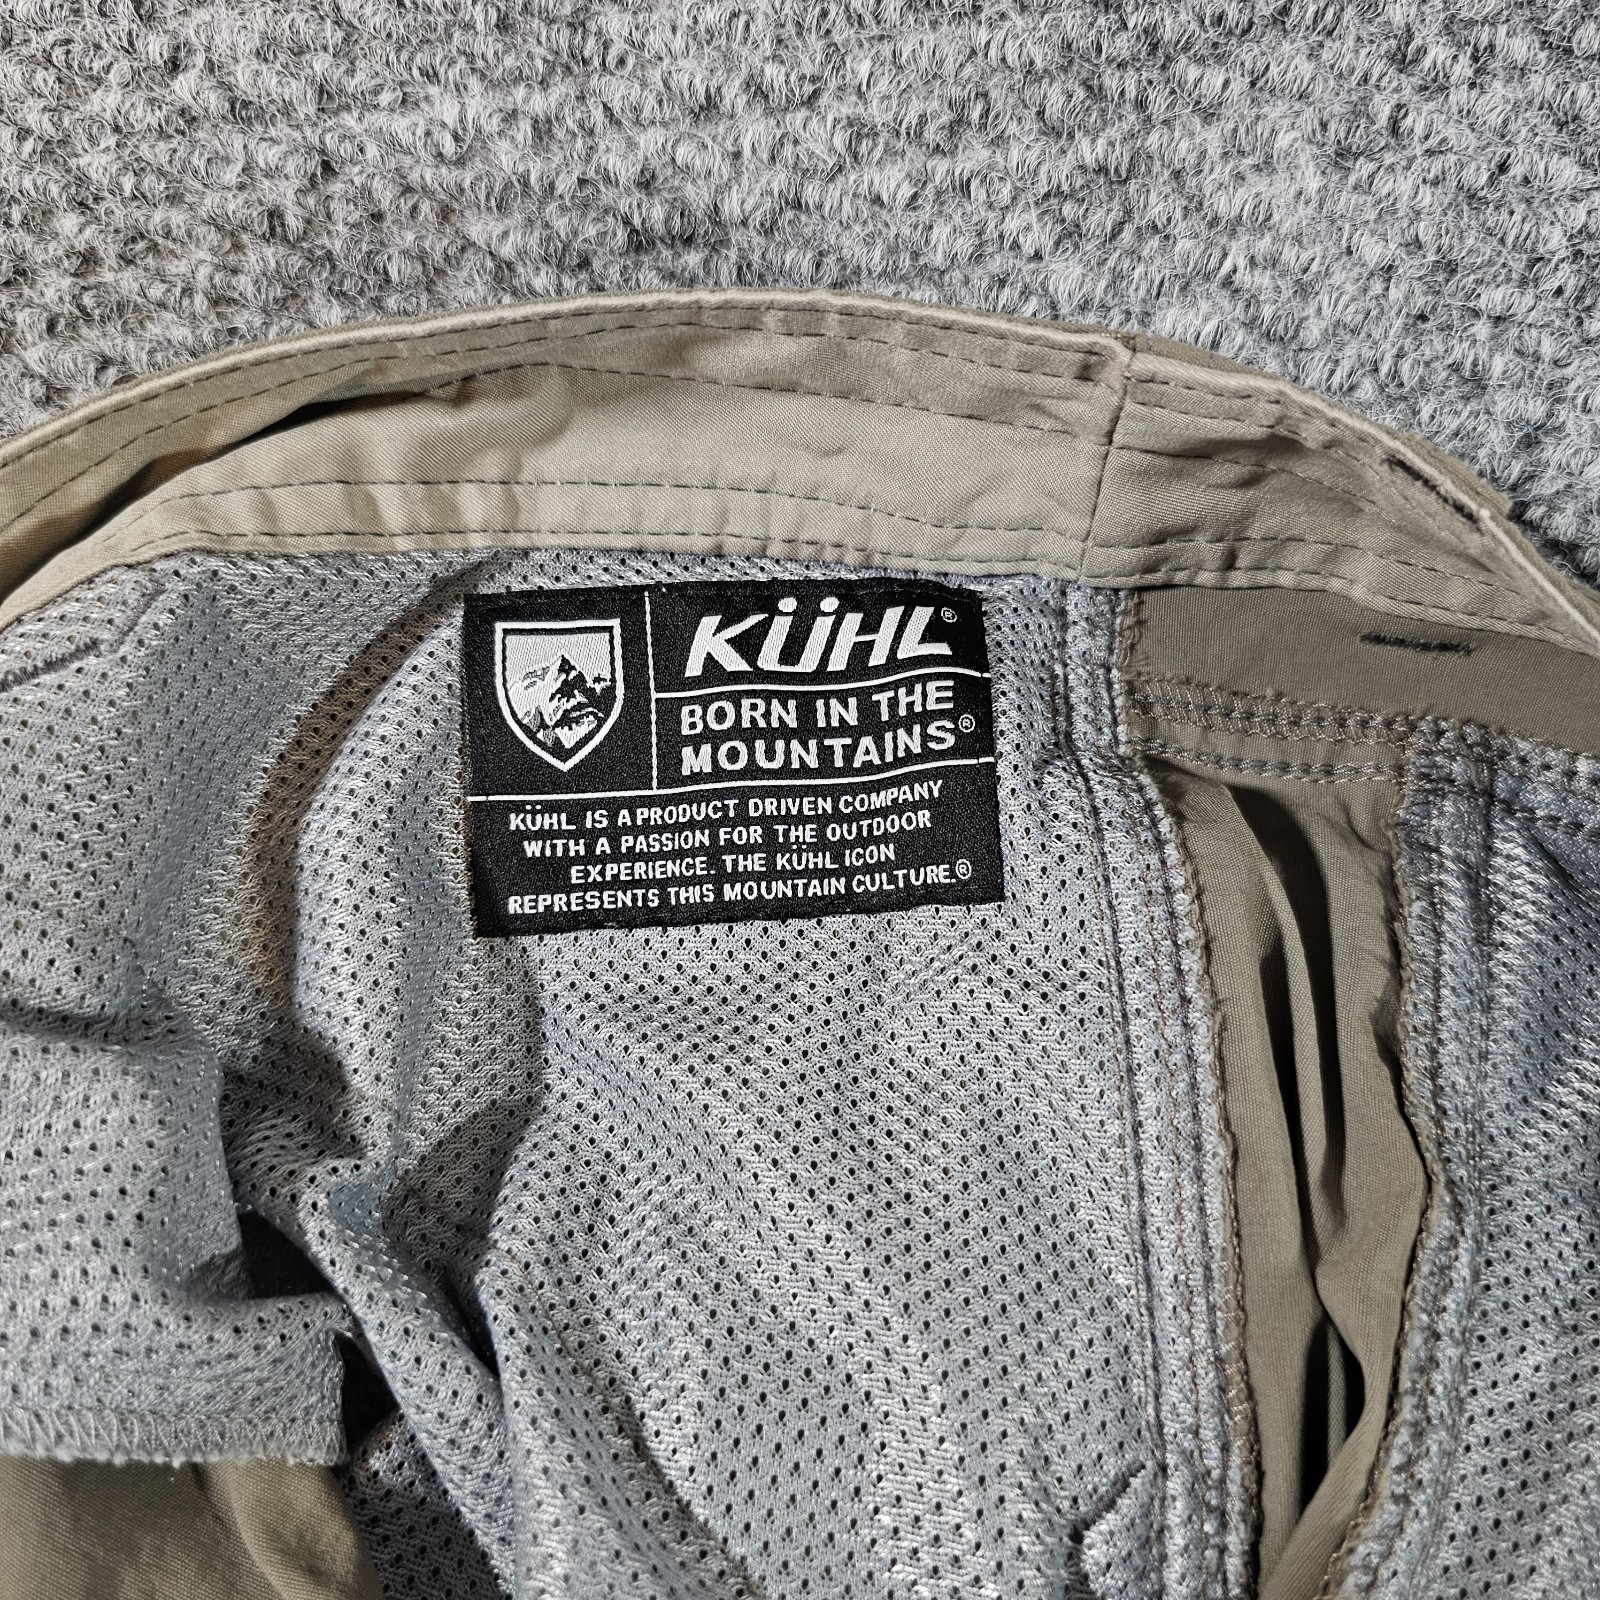 KÜHL®
BORN IN THE
MOUNTAINS®
KÜHL IS A PRODUCT DRIVEN COMPANY
WITH A PASSION FOR THE OUTDOOR
EXPERIENCE. THE KÜHL ICON
REPRESENTS THIS MOUNTAIN CULTURE.®